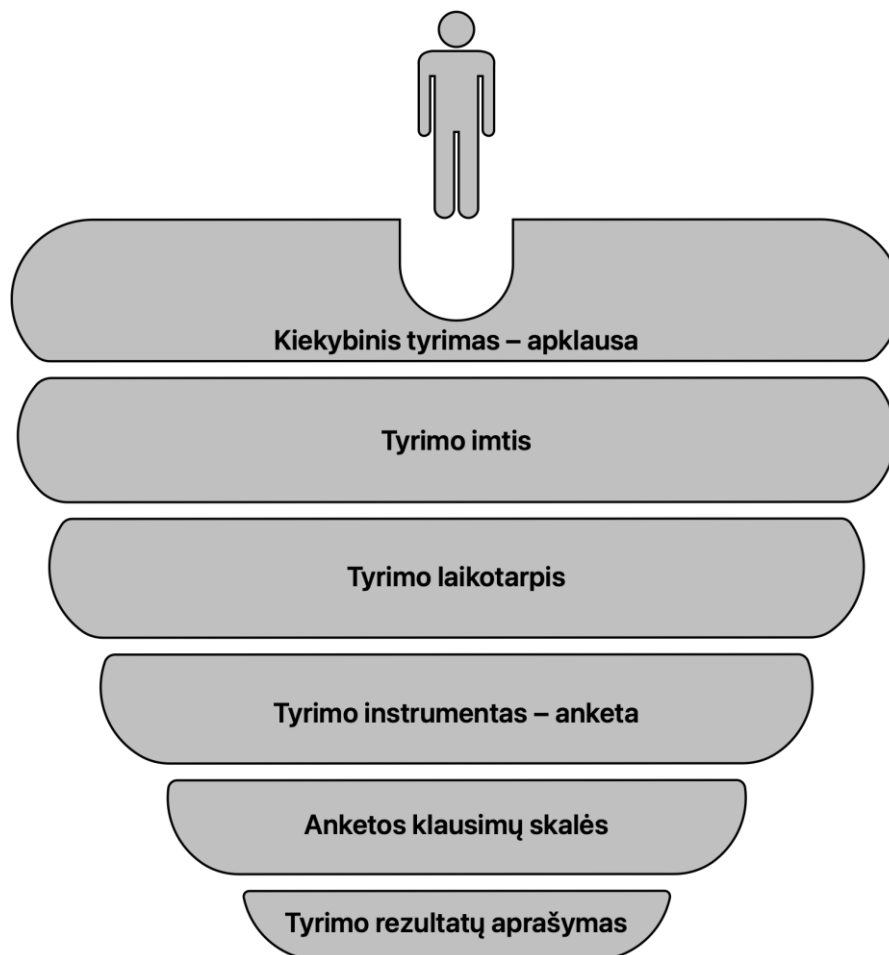 Kiekybinis tyrimas – apklausa
Tyrimo imtis
Tyrimo laikotarpis
Tyrimo instrumentas – anketa
Anketos klausimų skalės
Tyrimo rezultatų aprašymas